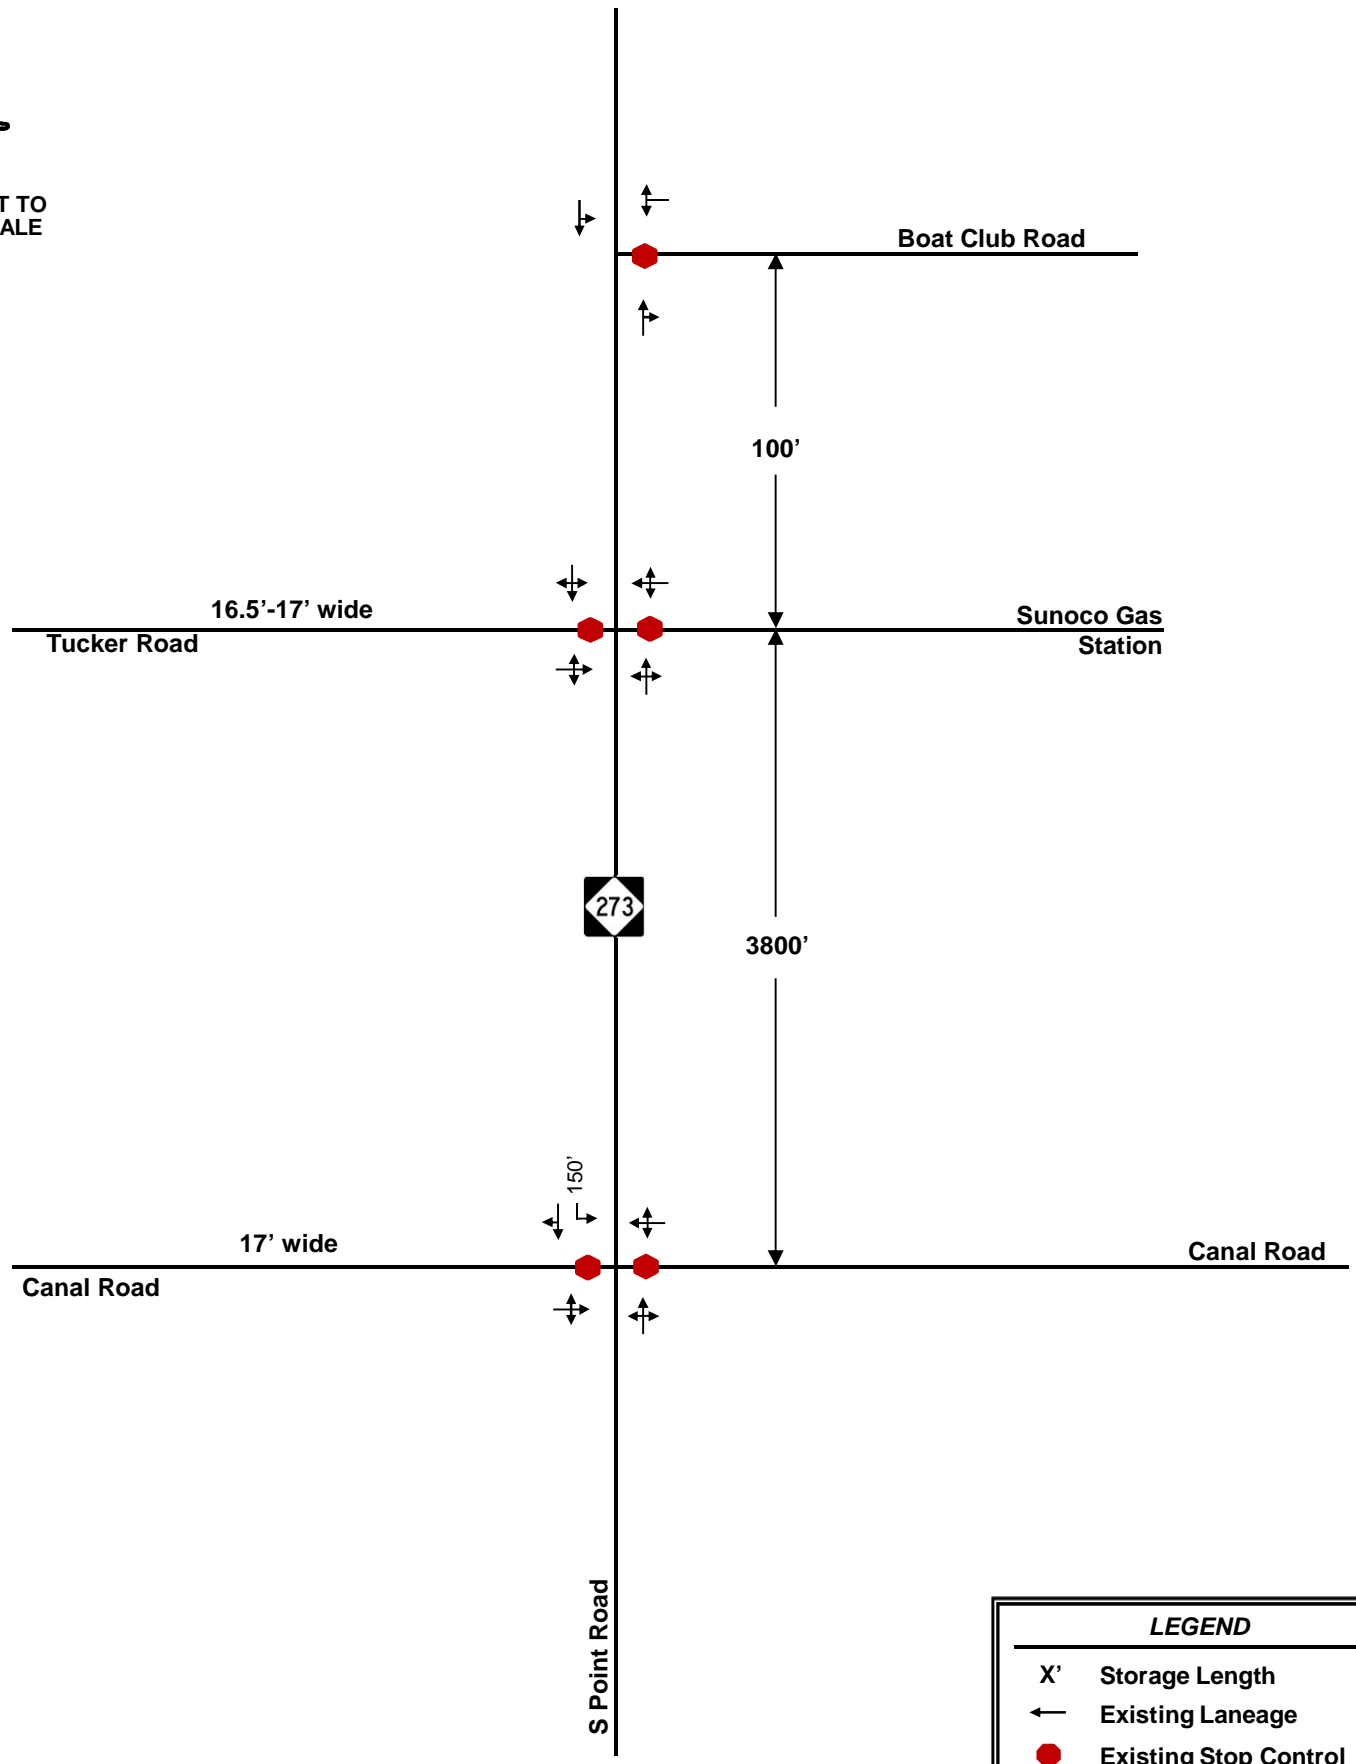 T TO
ALE
Boat Club Road
100’
16.5’-17’ wide
Tucker Road
Sunoco Gas
Station
273
3800’
150’
17’ wide
Canal Road
Canal Road
S Point Road
LEGEND
X’ Storage Length
Existing Laneage
Existing Stop Control